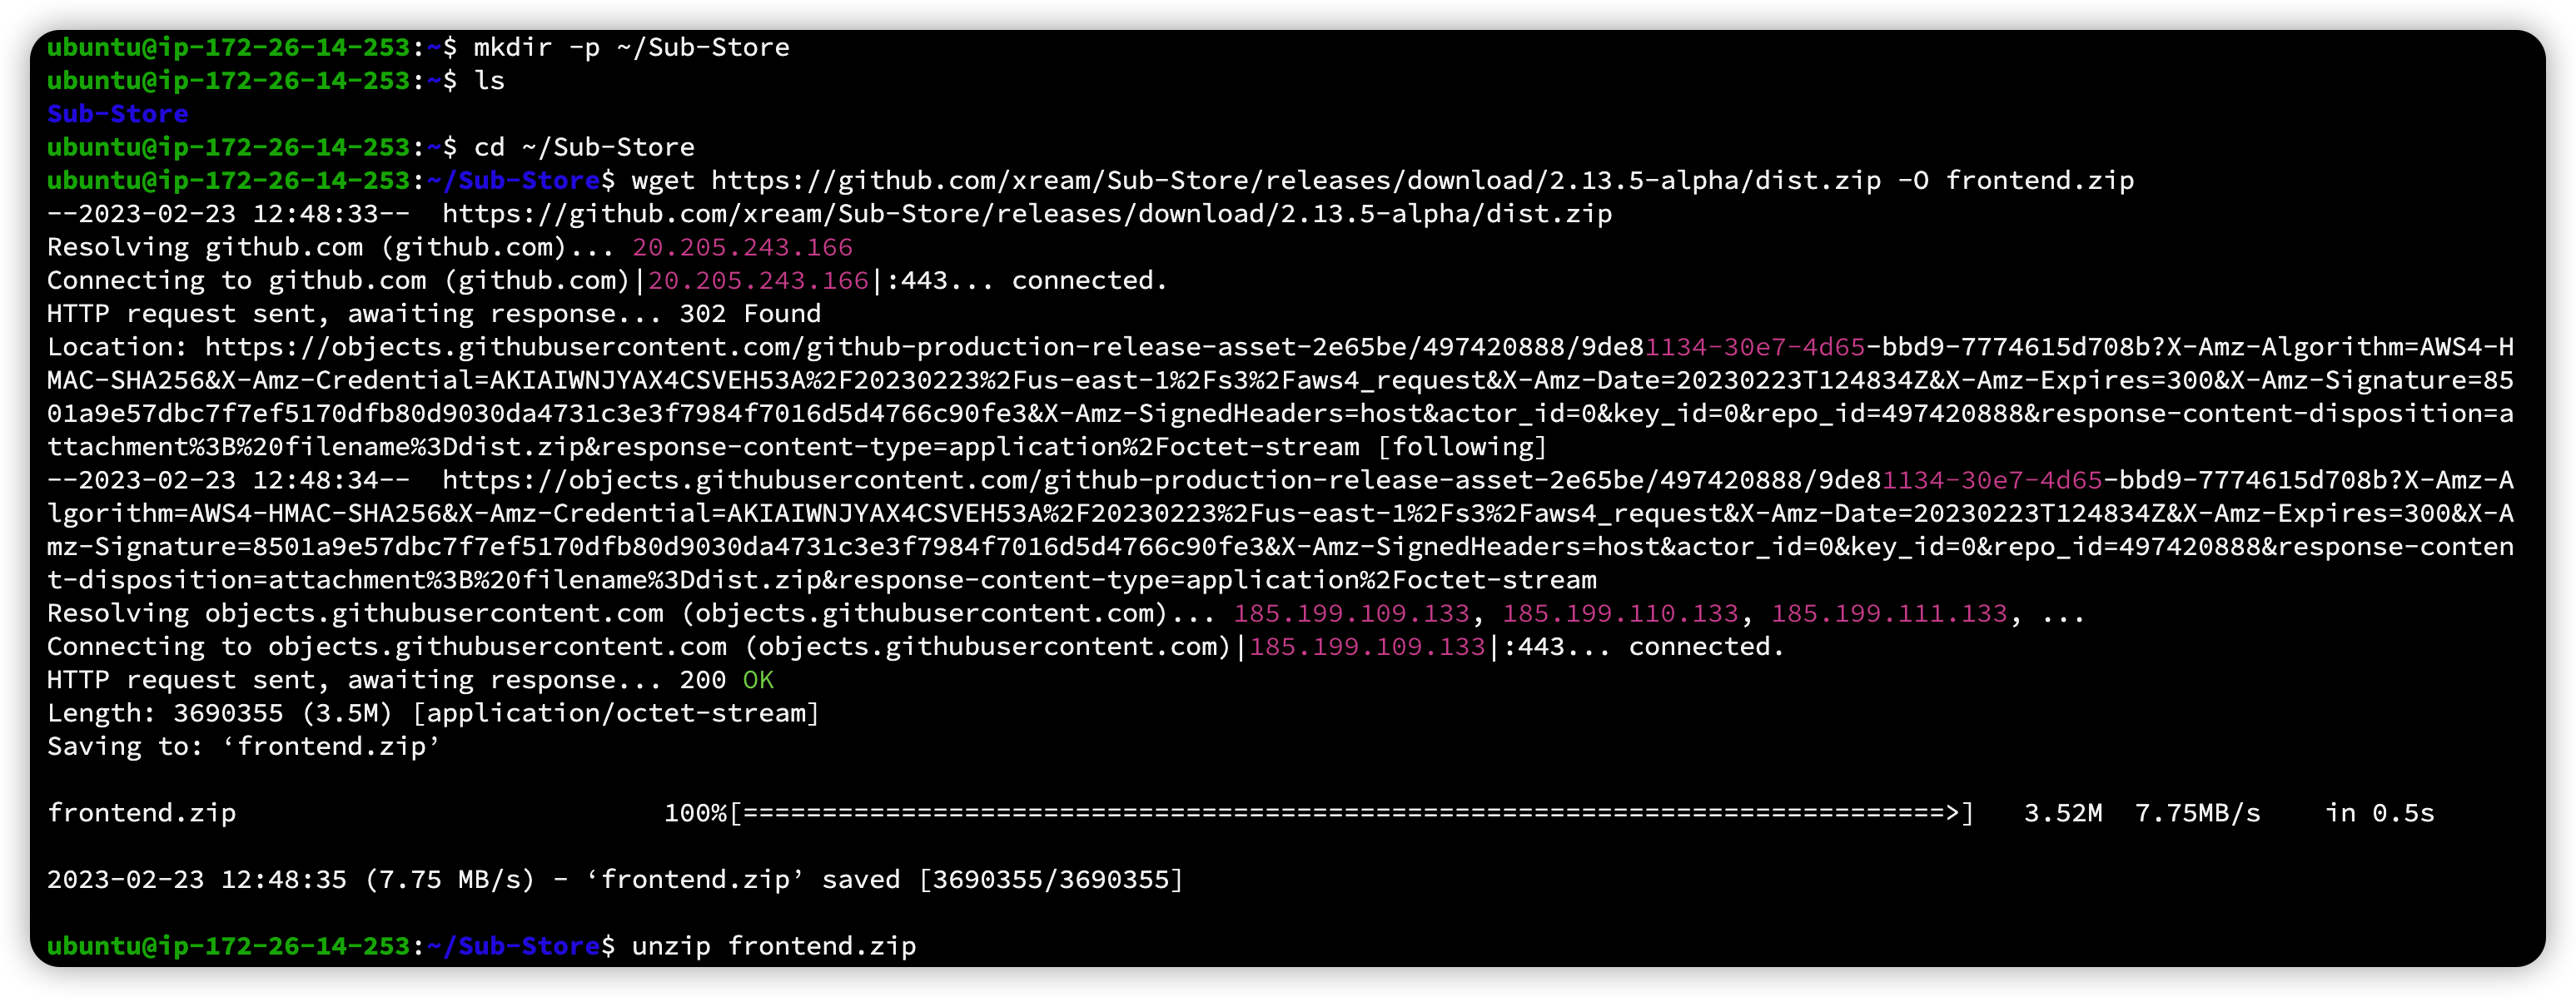 ubuntu@ip-172-26-14-253:~$ mkdir -p ~/Sub-Store
ubuntu@ip-172-26-14-253:~$ ls
Sub-Store
ubuntu@ip-172-26-14-253:~$ cd ~/Sub-Store
ubuntu@ip-172-26-14-253:~/Sub-Store$ wget https://github.com/xream/Sub-Store/releases/download/2.13.5-alpha/dist.zip -O frontend.zip
--2023-02-23 12:48:33--  https://github.com/xream/Sub-Store/releases/download/2.13.5-alpha/dist.zip
Resolving github.com (github.com)... 20.205.243.166
Connecting to github.com (github.com)|20.205.243.166|:443... connected.
HTTP request sent, awaiting response... 302 Found
Location: https://objects.githubusercontent.com/github-production-release-asset-2e65be/497420888/9de81134-30e7-4d65-bbd9-7774615d708b?X-Amz-Algorithm=AWS4-H
MAC-SHA256&X-Amz-Credential=AKIAIWNJYAX4CSVEH53A%2F20230223%2Fus-east-1%2Fs3%2Faws4_request&X-Amz-Date=20230223T124834Z&X-Amz-Expires=300&X-Amz-Signature=85
01a9e57dbc7f7ef5170dfb80d9030da4731c3e3f7984f7016d5d4766c90fe3&X-Amz-SignedHeaders=host&actor_id=0&key_id=0&repo_id=497420888&response-content-disposition=a
ttachment%3B%20filename%3Ddist.zip&response-content-type=application%2Foctet-stream [following]
--2023-02-23 12:48:34--  https://objects.githubusercontent.com/github-production-release-asset-2e65be/497420888/9de81134-30e7-4d65-bbd9-7774615d708b?X-Amz-A
lgorithm=AWS4-HMAC-SHA256&X-Amz-Credential=AKIAIWNJYAX4CSVEH53A%2F20230223%2Fus-east-1%2Fs3%2Faws4_request&X-Amz-Date=20230223T124834Z&X-Amz-Expires=300&X-A
mz-Signature=8501a9e57dbc7f7ef5170dfb80d9030da4731c3e3f7984f7016d5d4766c90fe3&X-Amz-SignedHeaders=host&actor_id=0&key_id=0&repo_id=497420888&response-conten
t-disposition=attachment%3B%20filename%3Ddist.zip&response-content-type=application%2Foctet-stream
Resolving objects.githubusercontent.com (objects.githubusercontent.com)... 185.199.109.133, 185.199.110.133, 185.199.111.133, ...
Connecting to objects.githubusercontent.com (objects.githubusercontent.com)|185.199.109.133|:443... connected.
HTTP request sent, awaiting response... 200 OK
Length: 3690355 (3.5M) [application/octet-stream]
Saving to: ‘frontend.zip’
frontend.zip                           100%[============================================================================>]   3.52M  7.75MB/s    in 0.5s
2023-02-23 12:48:35 (7.75 MB/s) - ‘frontend.zip’ saved [3690355/3690355]
ubuntu@ip-172-26-14-253:~/Sub-Store$ unzip frontend.zip